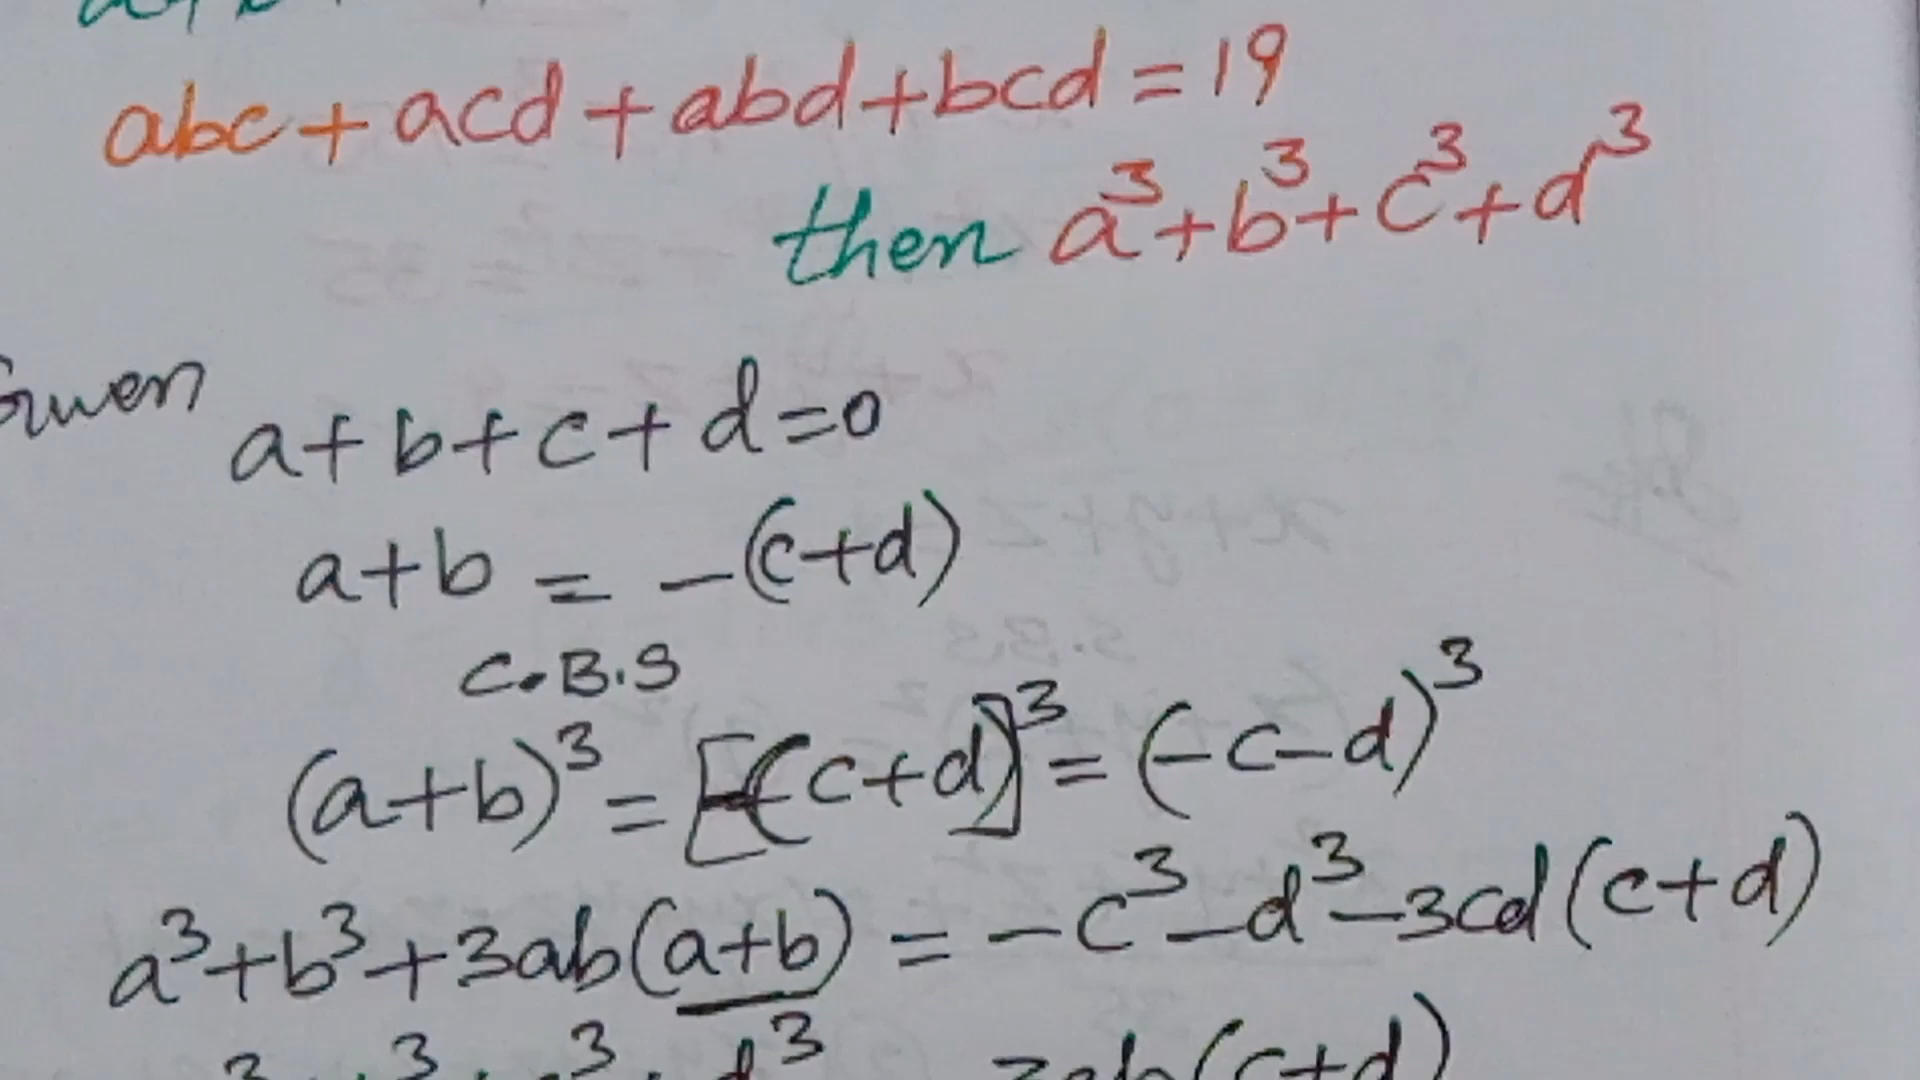 abc + acd + abd + bcd = 19
then a³ + b³ + c³ + d³
Given
a + b + c + d = 0
a + b = -(c+d)
C.B.S
(a+b)³ = [-(c+d)]³ = (-c-d)³
a³ + b³ + 3ab(a+b) = -c³ - d³ - 3cd(c+d)
3ab(c+d)